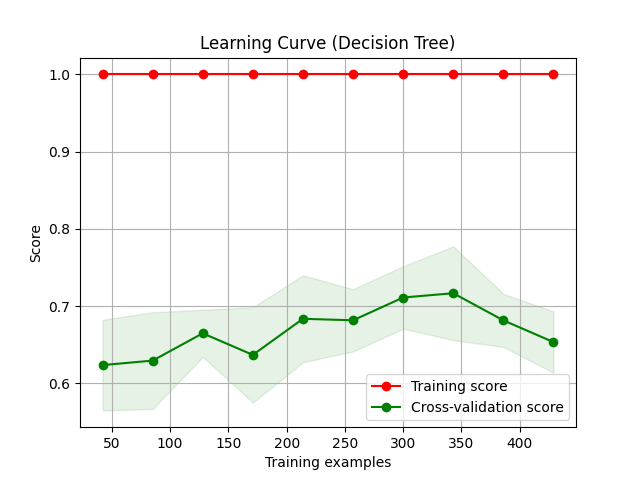 Learning Curve (Decision Tree)
1.0
0.9
0.8
0.7
0.6
Score
50 100 150 200 250 300 350 400
Training examples
Training score
Cross-validation score